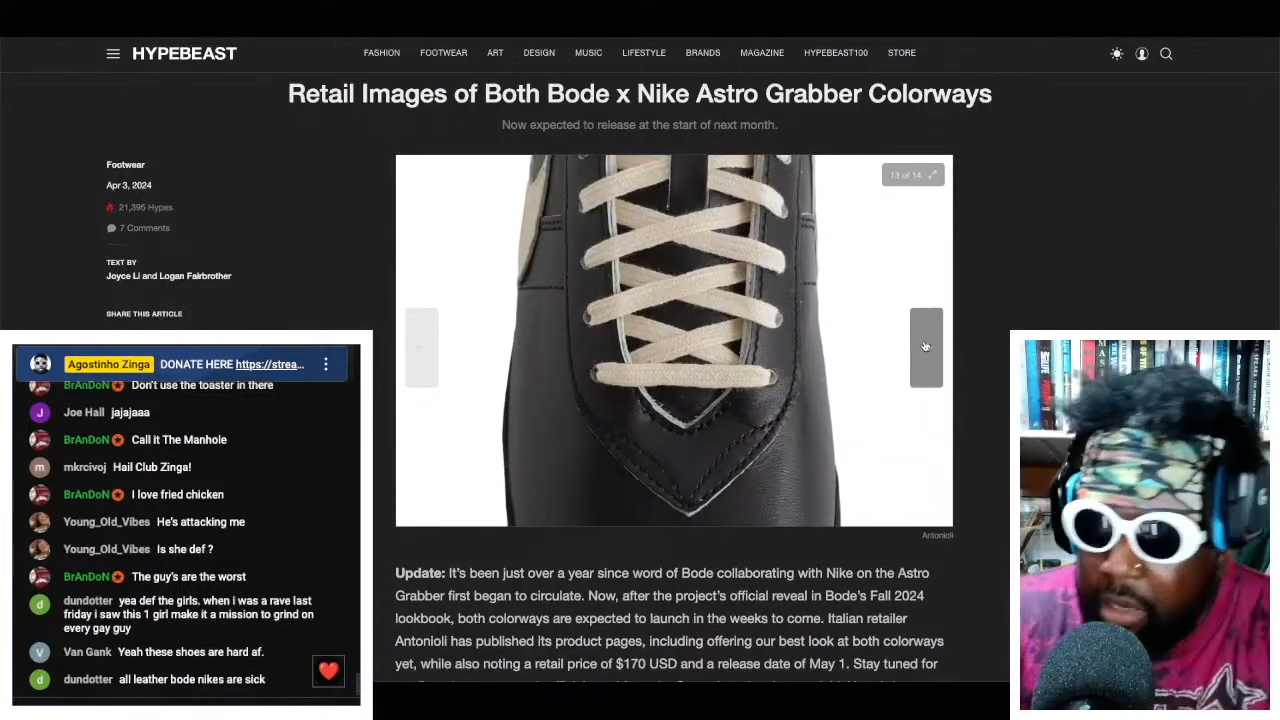 HYPEBEAST
FASHION FOOTWEAR ART DESIGN MUSIC LIFESTYLE BRANDS MAGAZINE HYPEBEAST100 STORE
Retail Images of Both Bode x Nike Astro Grabber Colorways
Now expected to release at the start of next month.
Footwear
Apr 3, 2024
21,395 Hypes
7 Comments
TEXT BY
Joyce Li and Logan Fairbrother
SHARE THIS ARTICLE
13 of 14
Antonioli
Update: It's been just over a year since word of Bode collaborating with Nike on the Astro
Grabber first began to circulate. Now, after the project's official reveal in Bode's Fall 2024
lookbook, both colorways are expected to launch in the weeks to come. Italian retailer
Antonioli has published its product pages, including offering our best look at both colorways
yet, while also noting a retail price of $170 USD and a release date of May 1. Stay tuned for
Agostinho Zinga DONATE HERE https://strea...
BrAnDoN Don't use the toaster in there
Joe Hall jajajaaa
BrAnDoN Call it The Manhole
mkrcivoj Hail Club Zinga!
BrAnDoN I love fried chicken
Young_Old_Vibes He's attacking me
Young_Old_Vibes Is she def ?
BrAnDoN The guy's are the worst
dundotter yea def the girls. when i was a rave last
friday i saw this 1 girl make it a mission to grind on
every gay guy
Van Gank Yeah these shoes are hard af.
dundotter all leather bode nikes are sick